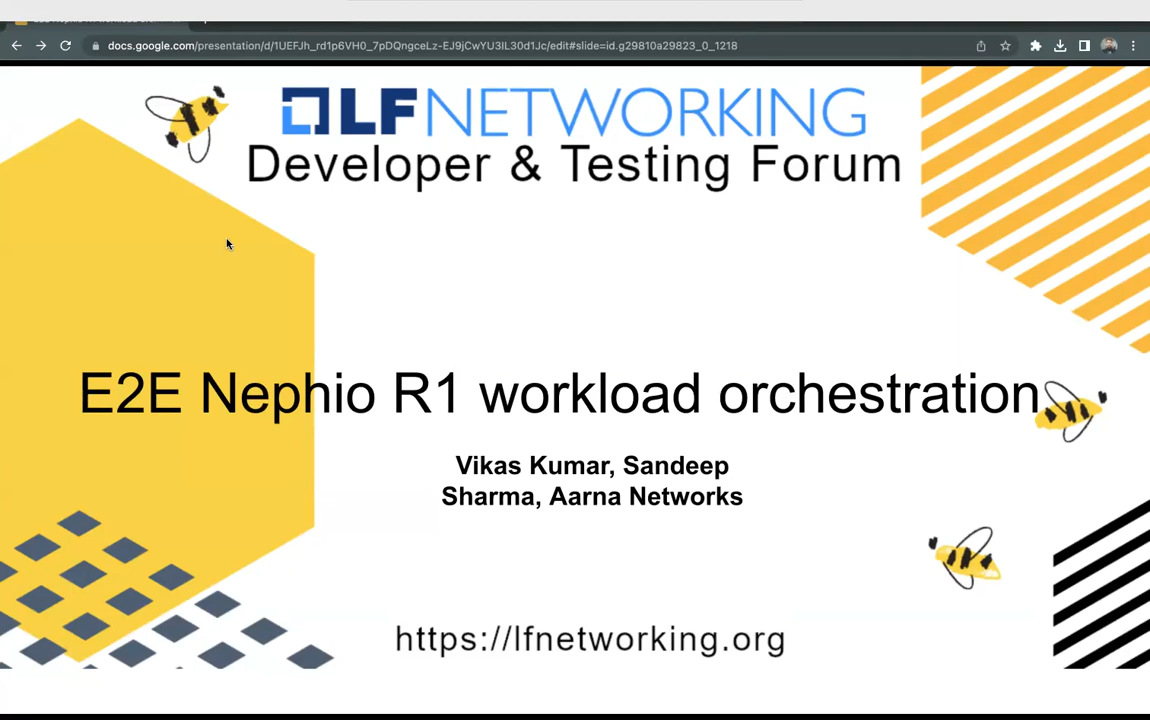 docs.google.com/presentation/d/1UEFJh_rd1p6VH0_7pDQngceLz-EJ9jCwYU3IL30d1Jc/edit#slide=id.g29810a29823_0_1218
LFNETWORKING
Developer & Testing Forum
E2E Nephio R1 workload orchestration
Vikas Kumar, Sandeep
Sharma, Aarna Networks
https://lfnetworking.org